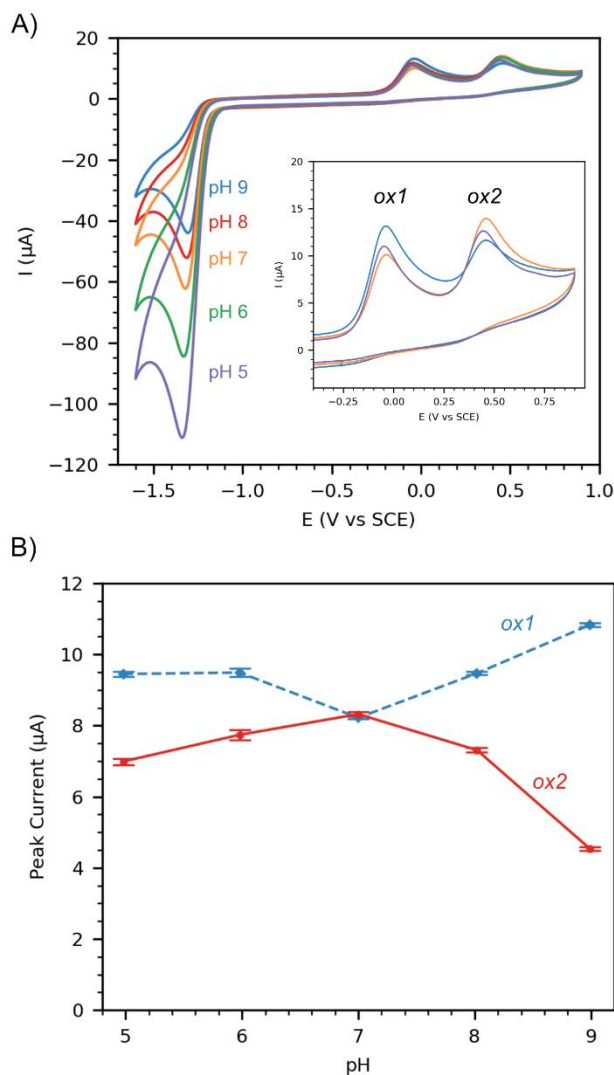 A)
20
0
−20
−40
−60
−80
−100
−120
I (μA)
pH 9
pH 8
pH 7
pH 6
pH 5
20
15
10
5
0
I (μA)
ox1
ox2
−0.25
0.00
0.25
0.50
0.75
E (V vs SCE)
−1.5
−1.0
−0.5
0.0
0.5
1.0
E (V vs SCE)
B)
12
10
8
6
4
2
0
Peak Current (μA)
ox1
ox2
5
6
7
8
9
pH